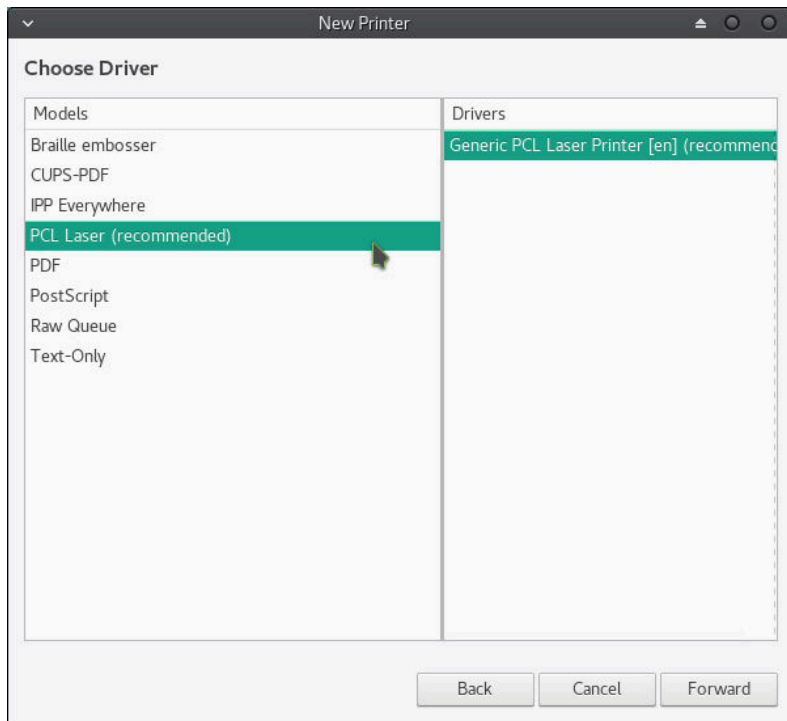 New Printer
Choose Driver
Models
Braille embosser
CUPS-PDF
IPP Everywhere
PCL Laser (recommended)
PDF
PostScript
Raw Queue
Text-Only
Drivers
Generic PCL Laser Printer [en] (recommend
Back
Cancel
Forward